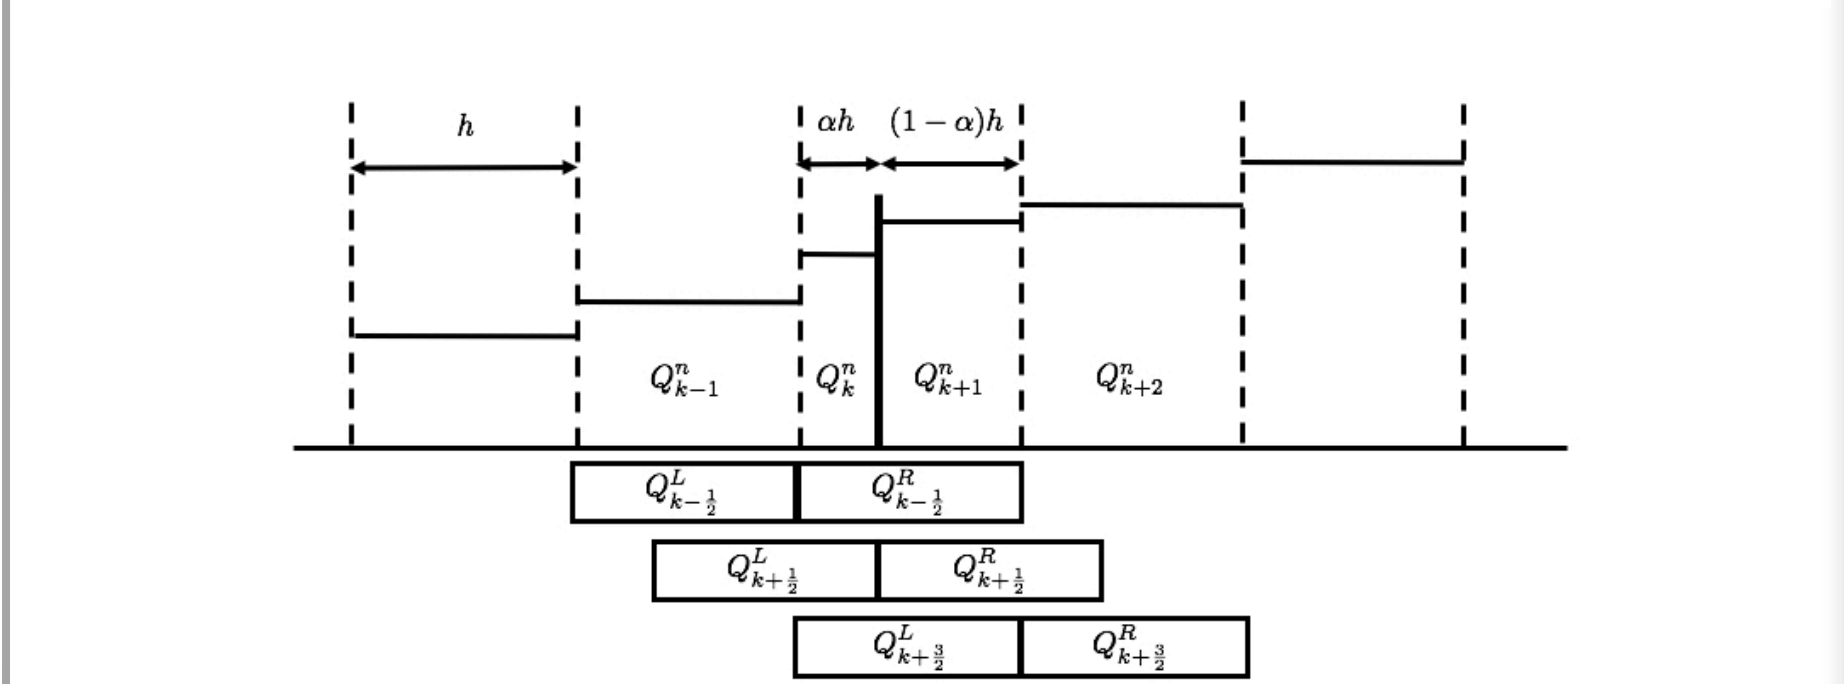 h αh (1 − α)h
Q^n_{k−1} Q^n_k Q^n_{k+1} Q^n_{k+2}
Q^L_{k−1/2} Q^R_{k−1/2}
Q^L_{k+1/2} Q^R_{k+1/2}
Q^L_{k+3/2} Q^R_{k+3/2}